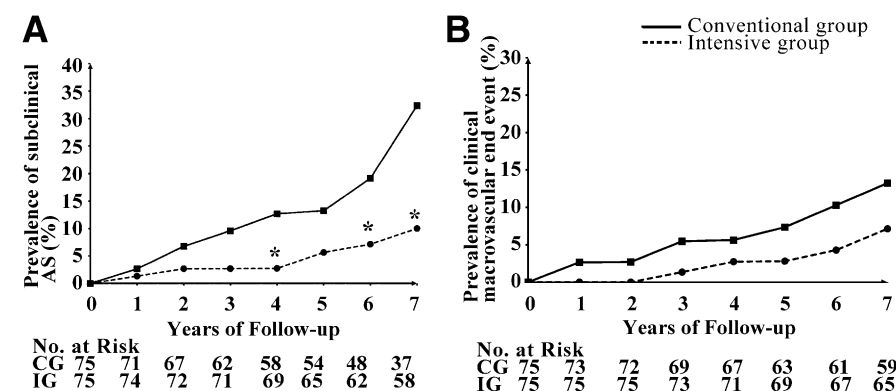 A
Prevalence of subclinical
AS (%)
40
35
30
25
20
15
10
5
0
* * *
0 1 2 3 4 5 6 7
Years of Follow-up
No. at Risk
CG 75 71 67 62 58 54 48 37
IG 75 74 72 71 69 65 62 58
B
Conventional group
Intensive group
Prevalence of clinical
macrovascular end event (%)
30
25
20
15
10
5
0
0 1 2 3 4 5 6 7
Years of Follow-up
No. at Risk
CG 75 73 72 69 67 63 61 59
IG 75 75 75 73 71 69 67 65